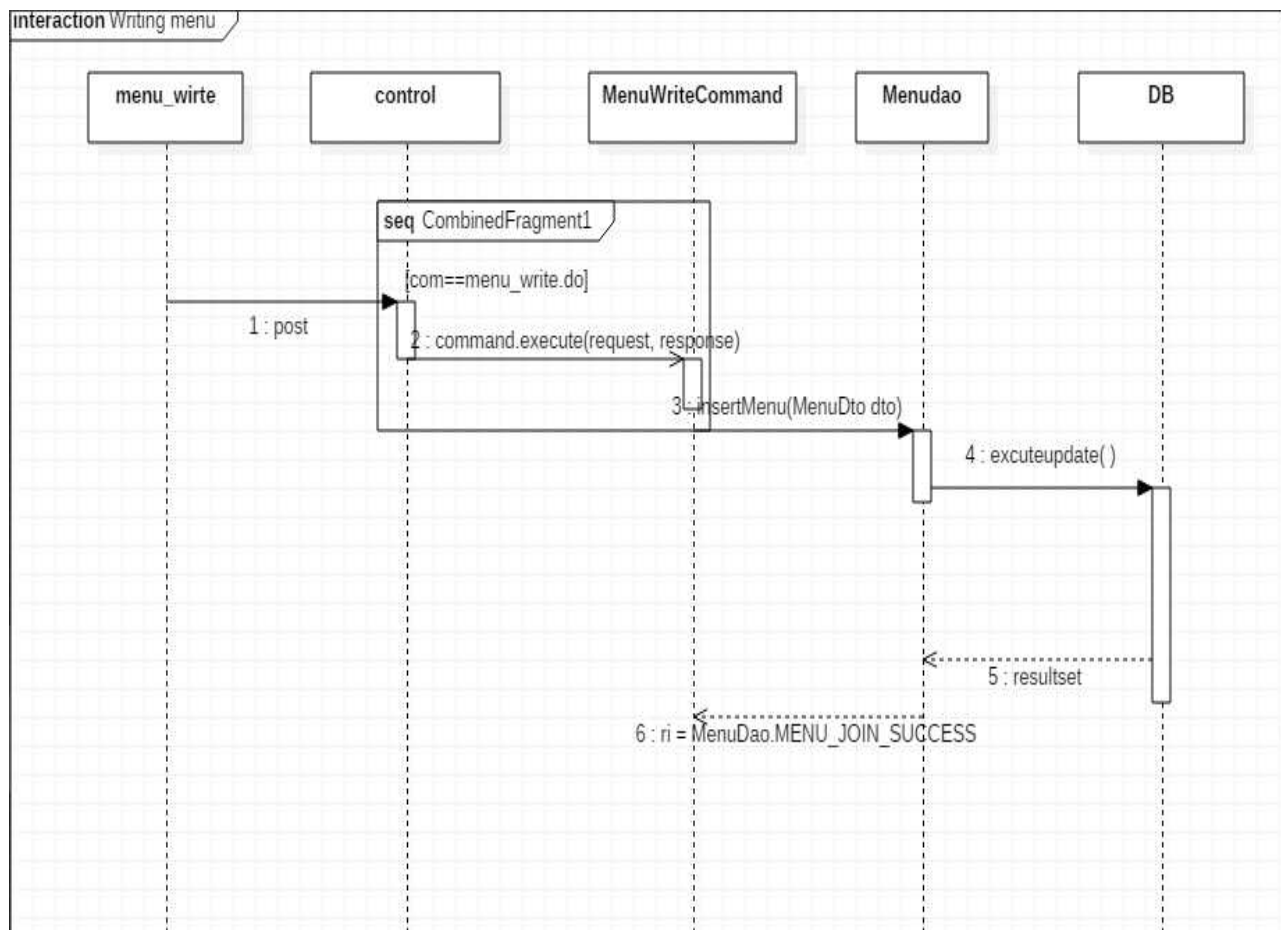 interaction Writing menu
menu_wirte
control
MenuWriteCommand
Menudao
DB
seq CombinedFragment1
[com==menu_write.do]
1 : post
2 : command.execute(request, response)
3 : insertMenu(MenuDto dto)
4 : excuteupdate( )
5 : resultset
6 : ri = MenuDao.MENU_JOIN_SUCCESS